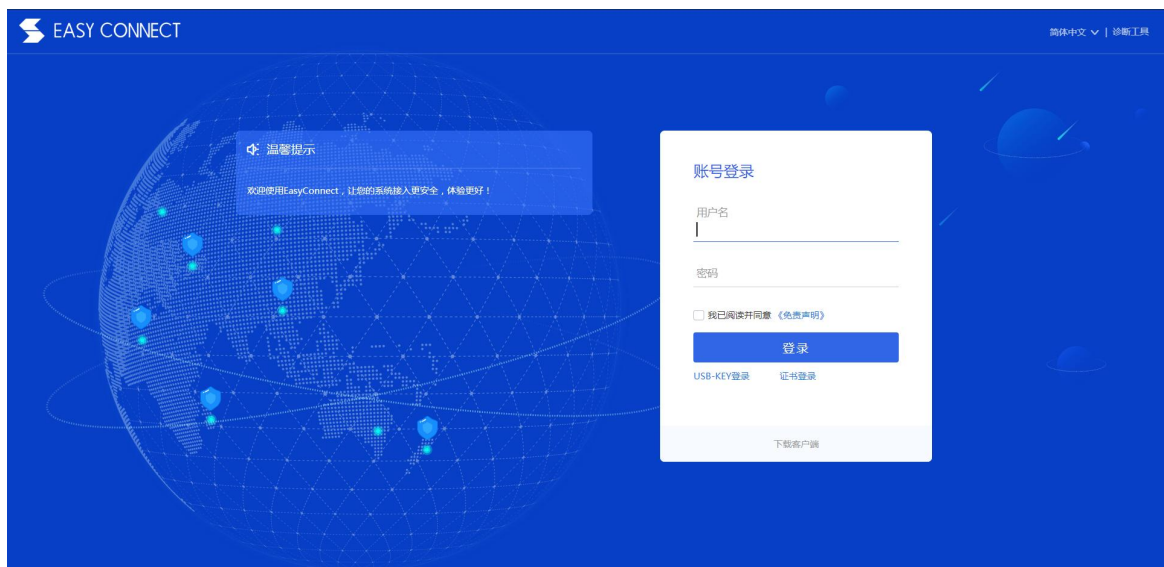 EASY CONNECT
简体中文 | 诊断工具
温馨提示
欢迎使用EasyConnect，让您的系统接入更安全，体验更好！
账号登录
用户名
密码
我已阅读并同意《免责声明》
登录
USB-KEY登录 证书登录
下载客户端